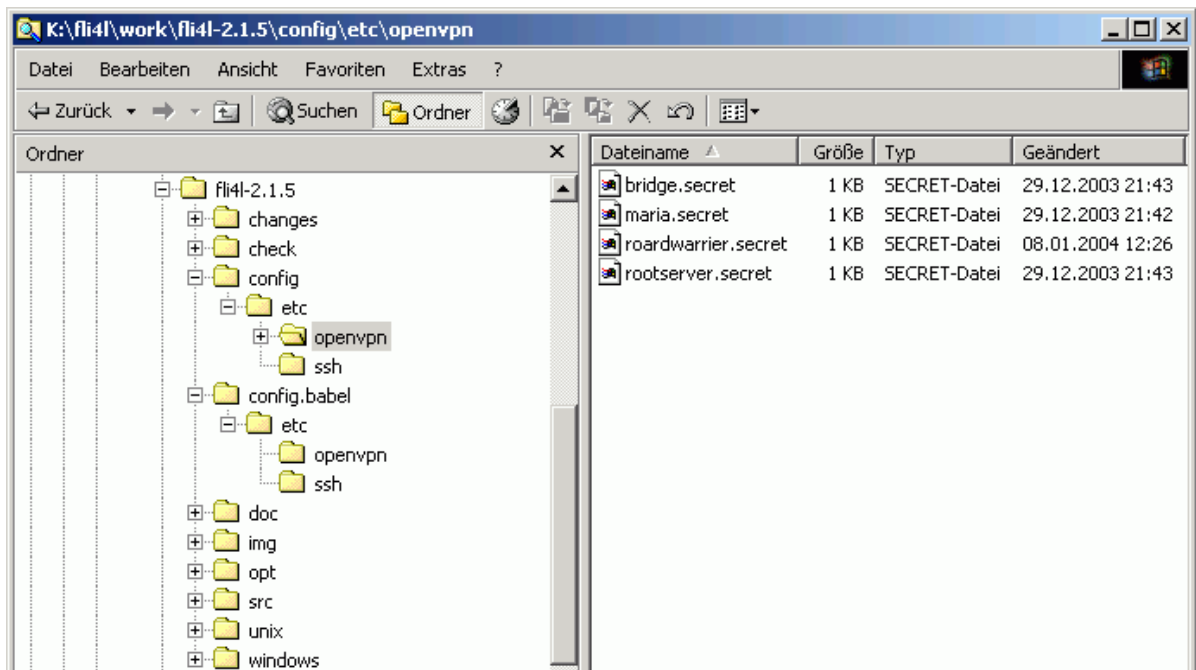 K:\fli4l\work\fli4l-2.1.5\config\etc\openvpn
Datei Bearbeiten Ansicht Favoriten Extras ?
Zurück Suchen Ordner
Ordner
fli4l-2.1.5
changes
check
config
etc
openvpn
ssh
config.babel
etc
openvpn
ssh
doc
img
opt
src
unix
windows
Dateiname Größe Typ Geändert
bridge.secret 1 KB SECRET-Datei 29.12.2003 21:43
maria.secret 1 KB SECRET-Datei 29.12.2003 21:42
roardwarrier.secret 1 KB SECRET-Datei 08.01.2004 12:26
rootserver.secret 1 KB SECRET-Datei 29.12.2003 21:43